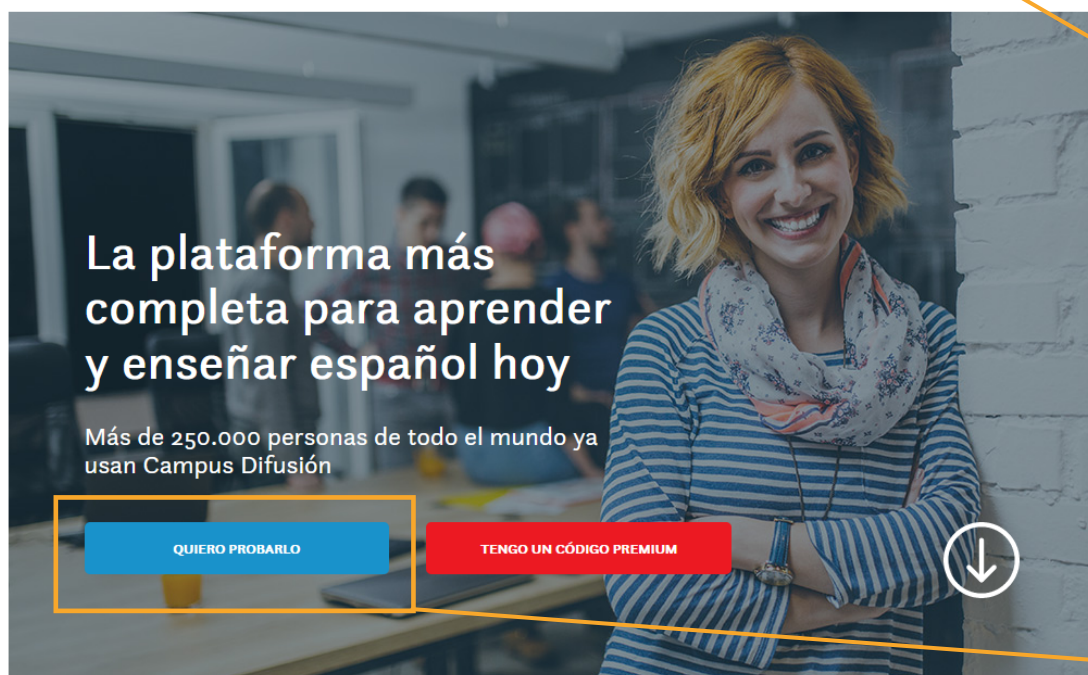 La plataforma más
completa para aprender
y enseñar español hoy
Más de 250.000 personas de todo el mundo ya
usan Campus Difusión
QUIERO PROBARLO
TENGO UN CÓDIGO PREMIUM